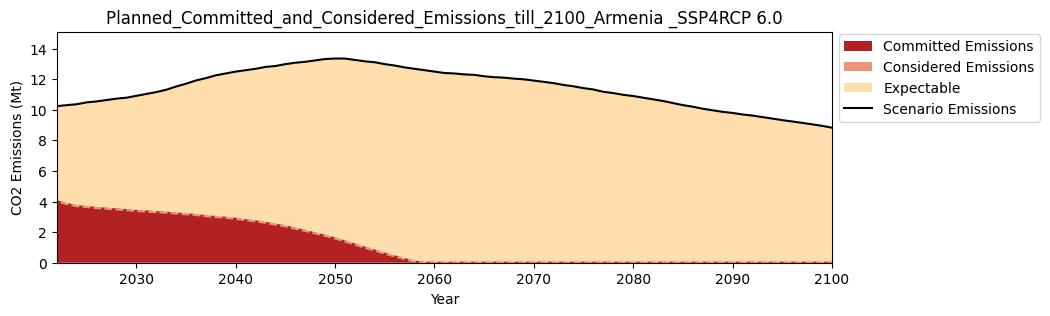 Planned_Committed_and_Considered_Emissions_till_2100_Armenia _SSP4RCP 6.0
14
12
10
8
6
4
2
0
CO2 Emissions (Mt)
2030 2040 2050 2060 2070 2080 2090 2100
Year
Committed Emissions
Considered Emissions
Expectable
Scenario Emissions